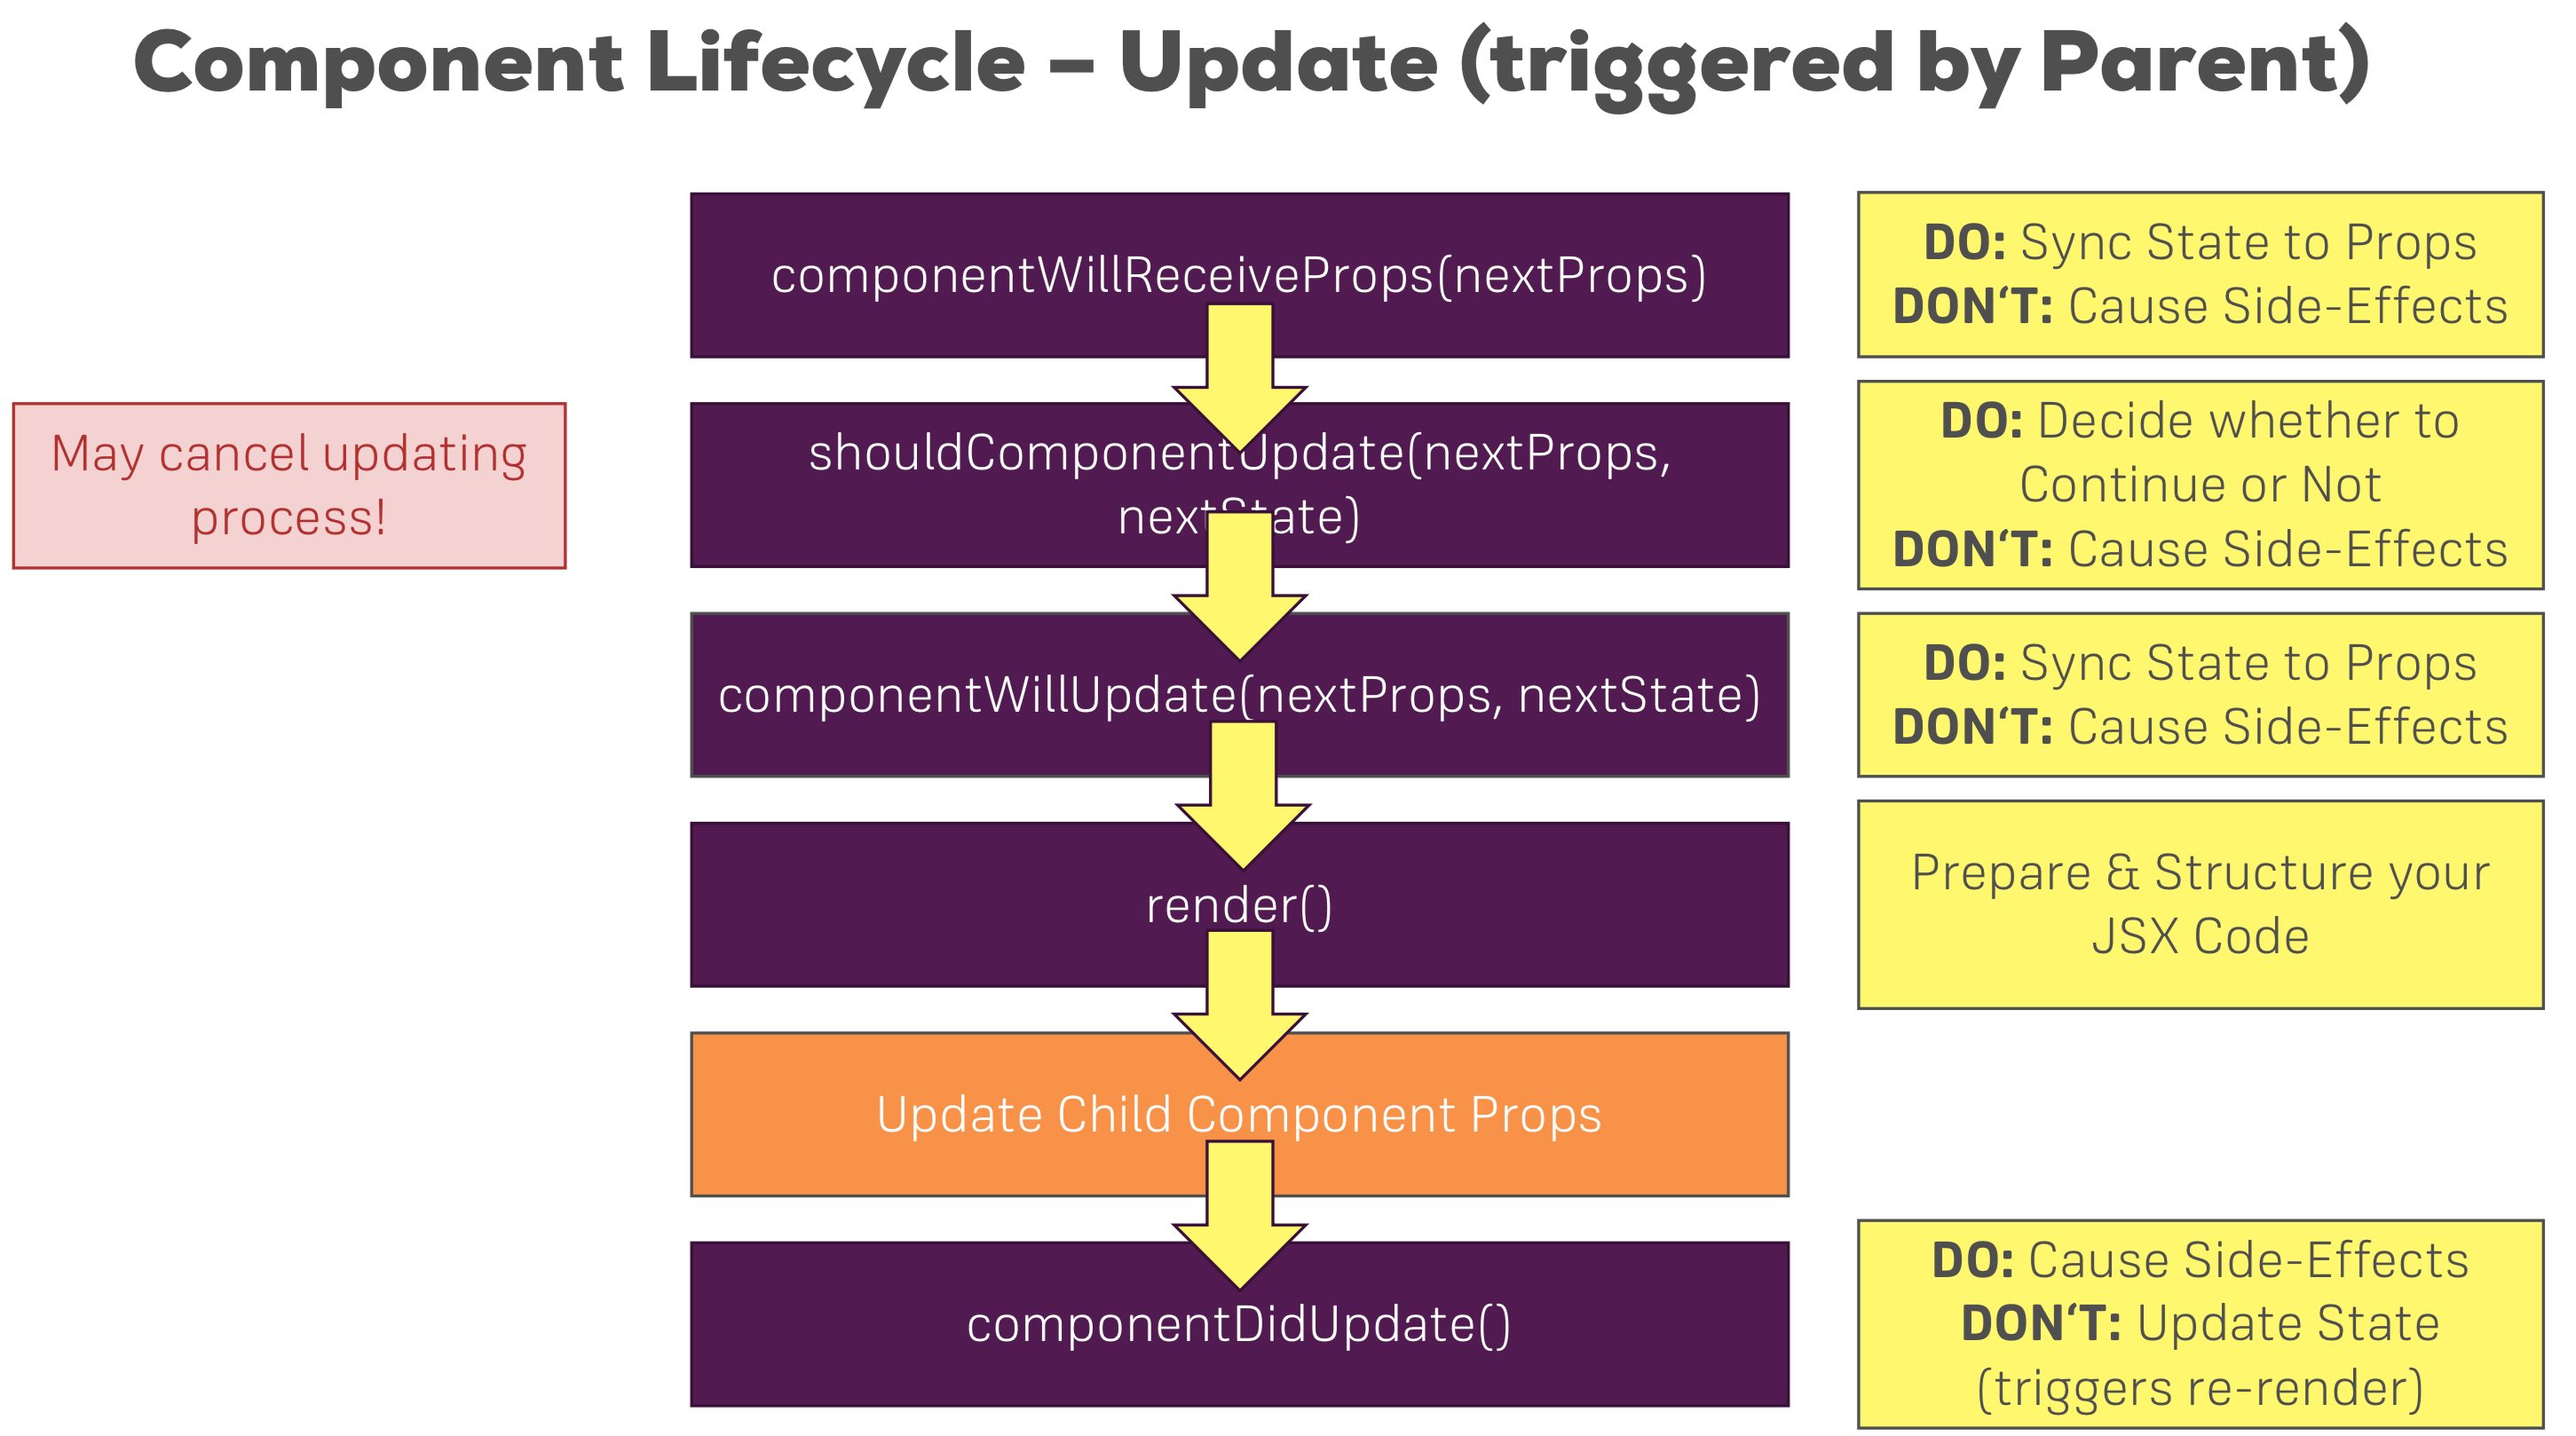 Component Lifecycle – Update (triggered by Parent)
componentWillReceiveProps(nextProps)
DO: Sync State to Props
DON‘T: Cause Side-Effects
May cancel updating
process!
shouldComponentUpdate(nextProps,
nextState)
DO: Decide whether to
Continue or Not
DON‘T: Cause Side-Effects
componentWillUpdate(nextProps, nextState)
DO: Sync State to Props
DON‘T: Cause Side-Effects
render()
Prepare & Structure your
JSX Code
Update Child Component Props
componentDidUpdate()
DO: Cause Side-Effects
DON‘T: Update State
(triggers re-render)